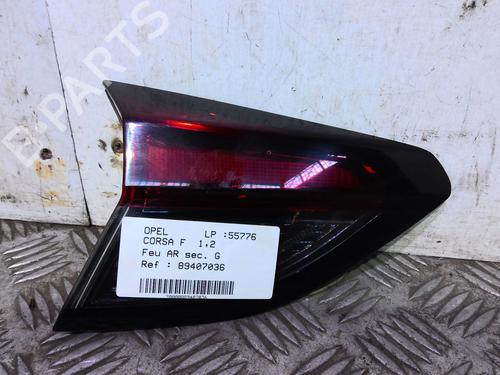 B-PARTS
OPEL LP :55776
CORSA F 1,2
Feu AR sec. G
Ref : 89407036